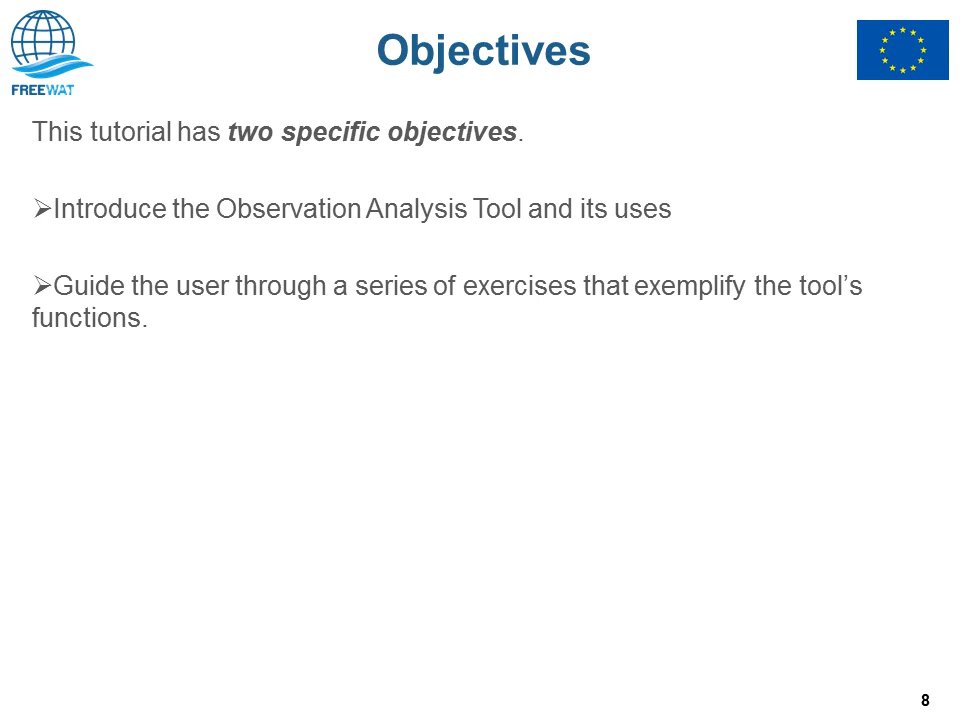 Objectives
FREEWAT
This tutorial has two specific objectives.
➢Introduce the Observation Analysis Tool and its uses
➢Guide the user through a series of exercises that exemplify the tool’s
functions.
8